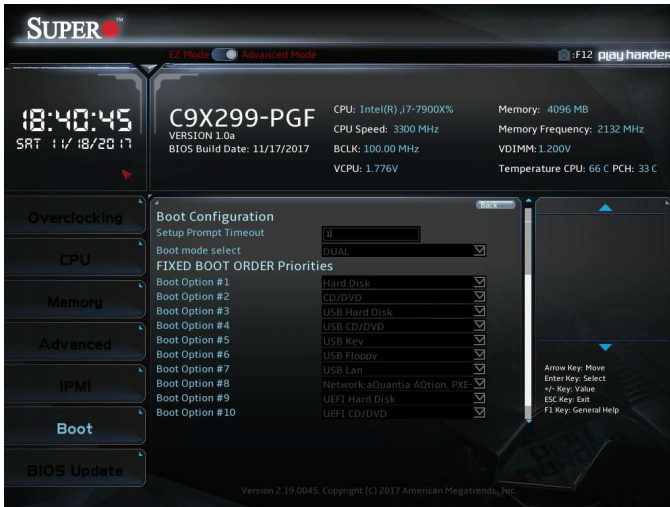 SUPER
TM
EZ Mode Advanced Mode
:F12 play harder
18:40:45
SAT 11/18/2017
C9X299-PGF
VERSION 1.0a
BIOS Build Date: 11/17/2017
CPU: Intel(R) ,i7-7900X%
CPU Speed: 3300 MHz
BCLK: 100.00 MHz
VCPU: 1.776V
Memory: 4096 MB
Memory Frequency: 2132 MHz
VDIMM: 1.200V
Temperature CPU: 66 C PCH: 33 C
Overclocking
CPU
Memory
Advanced
IPMI
Boot
BIOS Update
Back
Boot Configuration
Setup Prompt Timeout 1
Boot mode select DUAL
FIXED BOOT ORDER Priorities
Boot Option #1 Hard Disk
Boot Option #2 CD/DVD
Boot Option #3 USB Hard Disk
Boot Option #4 USB CD/DVD
Boot Option #5 USB Key
Boot Option #6 USB Floppy
Boot Option #7 USB Lan
Boot Option #8 Network:aQuantia AQtion, PXE-
Boot Option #9 UEFI Hard Disk
Boot Option #10 UEFI CD/DVD
Arrow Key: Move
Enter Key: Select
+/- Key: Value
ESC Key: Exit
F1 Key: General Help
play harder
Version 2.19.0045. Copyright (C) 2017 American Megatrends, Inc.